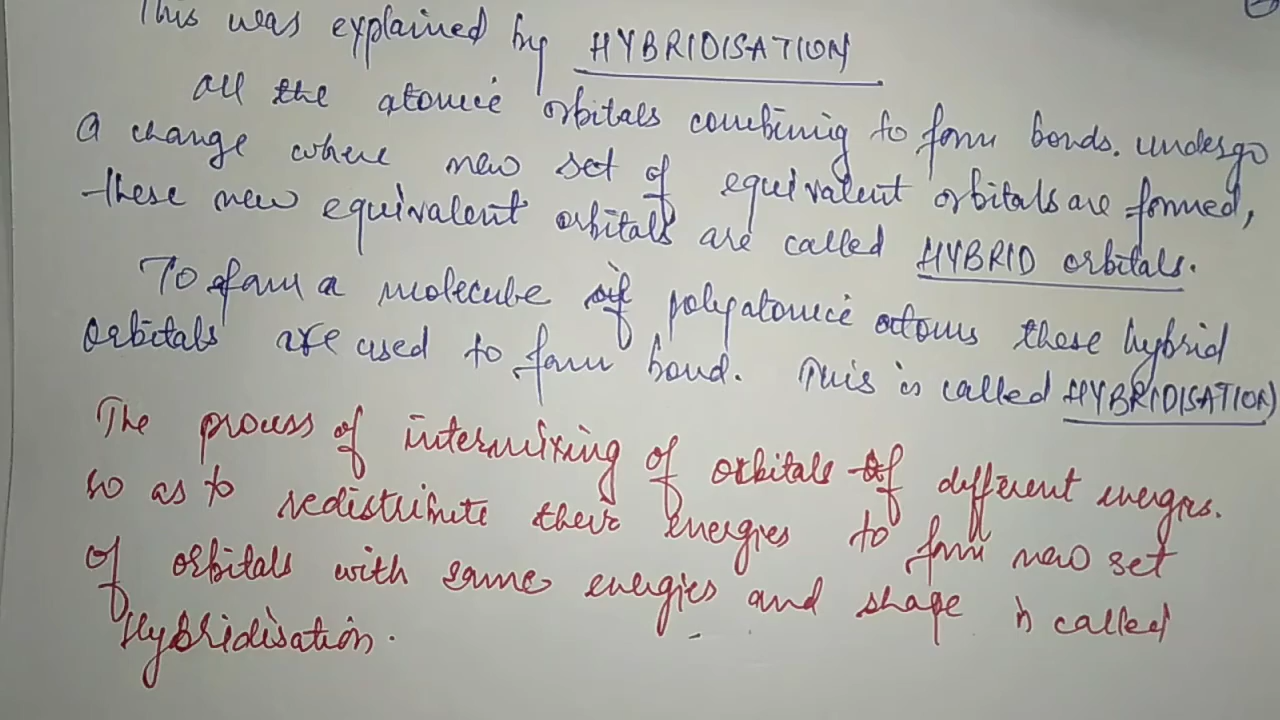 This was explained by HYBRIDISATION
all the atomic orbitals combining to form bonds. undergo
a change where new set of equivalent orbitals are formed,
these new equivalent orbitals are called HYBRID orbitals.
To form a molecule of polyatomic atoms these hybrid
orbitals are used to form bond. This is called HYBRIDISATION)
The process of intermixing of orbitals of different energies.
so as to redistribute their energies to form new set
of orbitals with same energies and shape is called
Hybridisation.